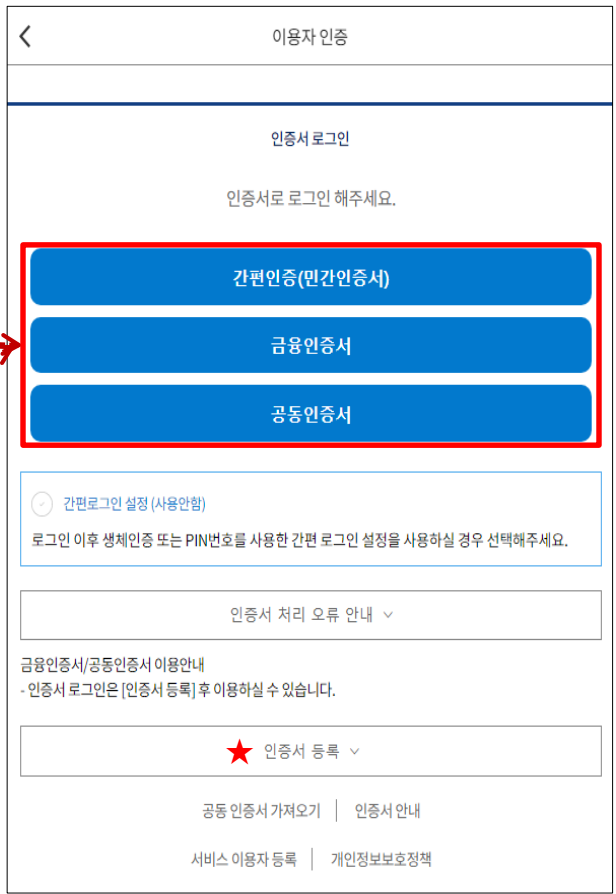 이용자 인증
인증서 로그인
인증서로 로그인 해주세요.
간편인증(민간인증서)
금융인증서
공동인증서
간편로그인 설정 (사용안함)
로그인 이후 생체인증 또는 PIN번호를 사용한 간편 로그인 설정을 사용하실 경우 선택해주세요.
인증서 처리 오류 안내
금융인증서/공동인증서 이용안내
- 인증서 로그인은 [인증서 등록] 후 이용하실 수 있습니다.
★ 인증서 등록
공동 인증서 가져오기 │ 인증서 안내
서비스 이용자 등록 │ 개인정보보호정책